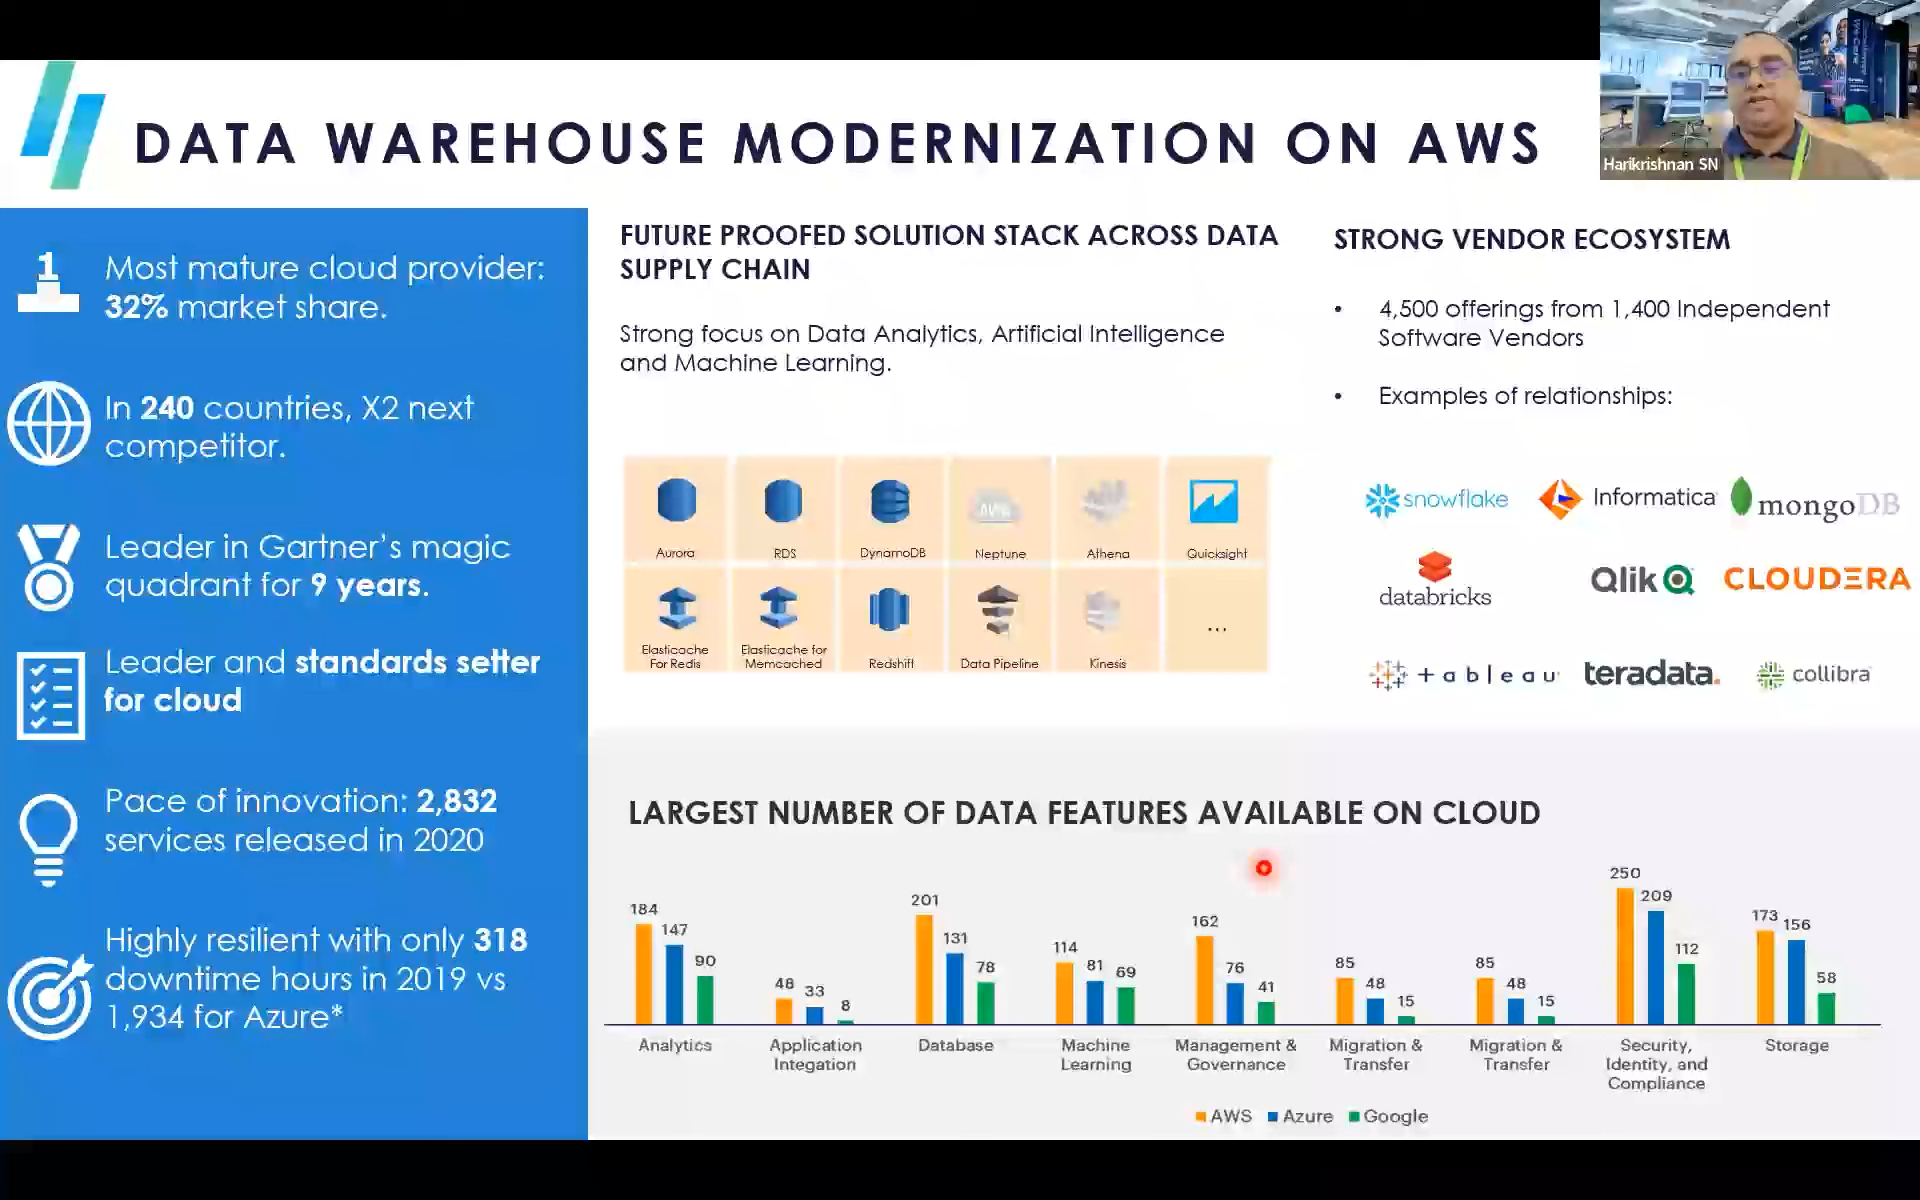 DATA WAREHOUSE MODERNIZATION ON AWS
Harikrishnan SN
1
Most mature cloud provider:
32% market share.
In 240 countries, X2 next
competitor.
Leader in Gartner's magic
quadrant for 9 years.
Leader and standards setter
for cloud
Pace of innovation: 2,832
services released in 2020
Highly resilient with only 318
downtime hours in 2019 vs
1,934 for Azure*
FUTURE PROOFED SOLUTION STACK ACROSS DATA
SUPPLY CHAIN
Strong focus on Data Analytics, Artificial Intelligence
and Machine Learning.
Aurora
RDS
DynamoDB
Neptune
Athena
Quicksight
Elasticache
For Redis
Elasticache for
Memcached
Redshift
Data Pipeline
Kinesis
...
STRONG VENDOR ECOSYSTEM
• 4,500 offerings from 1,400 Independent
Software Vendors
• Examples of relationships:
snowflake
Informatica
mongoDB
databricks
Qlik
CLOUDERA
+ableau
teradata.
collibra
LARGEST NUMBER OF DATA FEATURES AVAILABLE ON CLOUD
184 147 90
48 33 8
201 131 78
114 81 69
162 76 41
85 48 15
85 48 15
250 209 112
173 156 58
Analytics
Application
Integation
Database
Machine
Learning
Management &
Governance
Migration &
Transfer
Migration &
Transfer
Security,
Identity, and
Compliance
Storage
AWS Azure Google